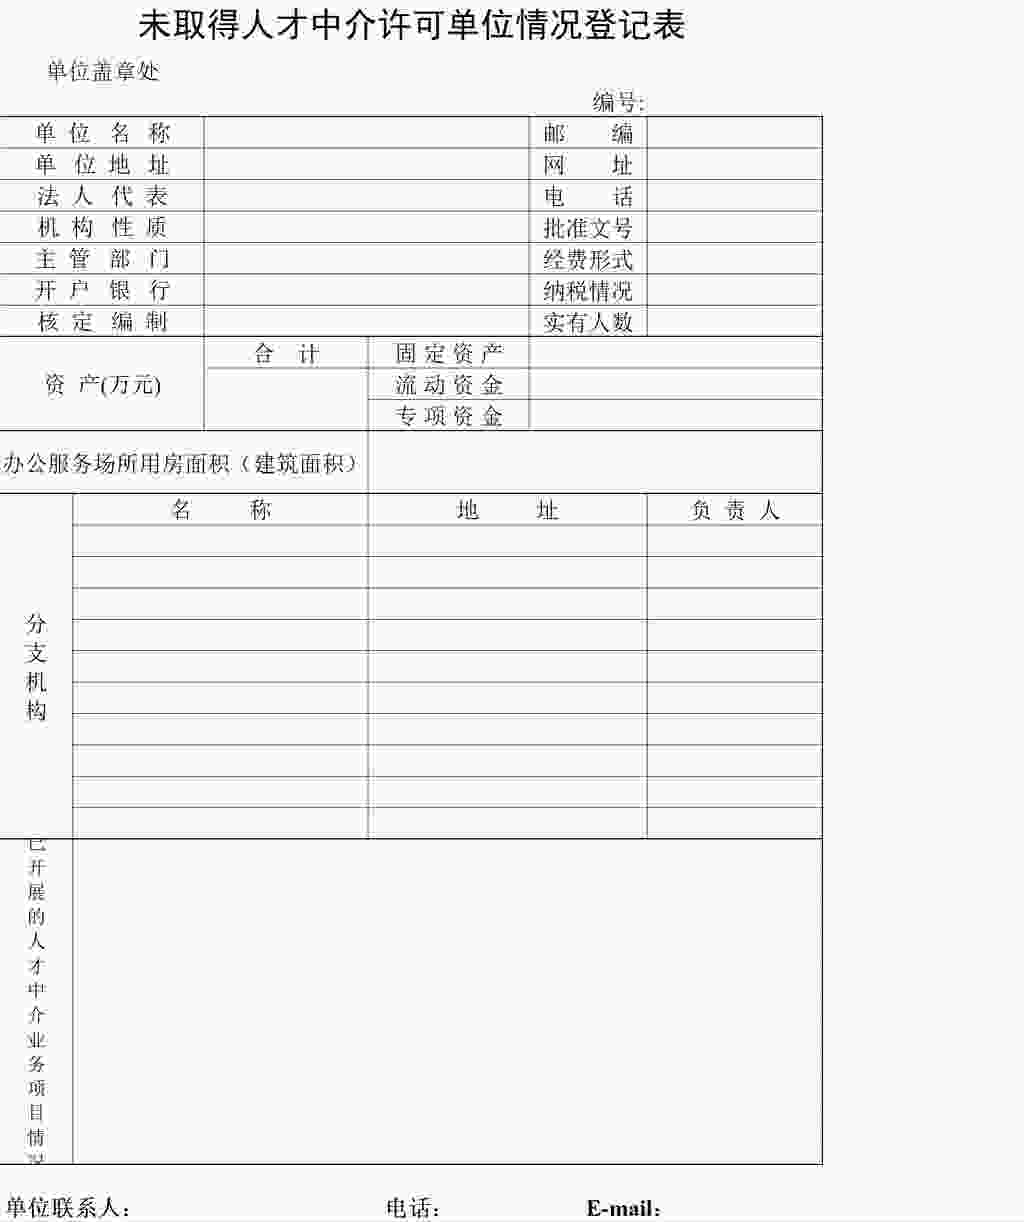 未取得人才中介许可单位情况登记表
单位盖章处
编号:
单 位 名 称 邮 编
单 位 地 址 网 址
法 人 代 表 电 话
机 构 性 质 批准文号
主 管 部 门 经费形式
开 户 银 行 纳税情况
核 定 编 制 实有人数
资 产(万元) 合 计 固 定 资 产
流 动 资 金
专 项 资 金
办公服务场所用房面积（建筑面积）
名 称 地 址 负 责 人
分
支
机
构
已
开
展
的
人
才
中
介
业
务
项
目
情
况
单位联系人： 电话： E-mail：